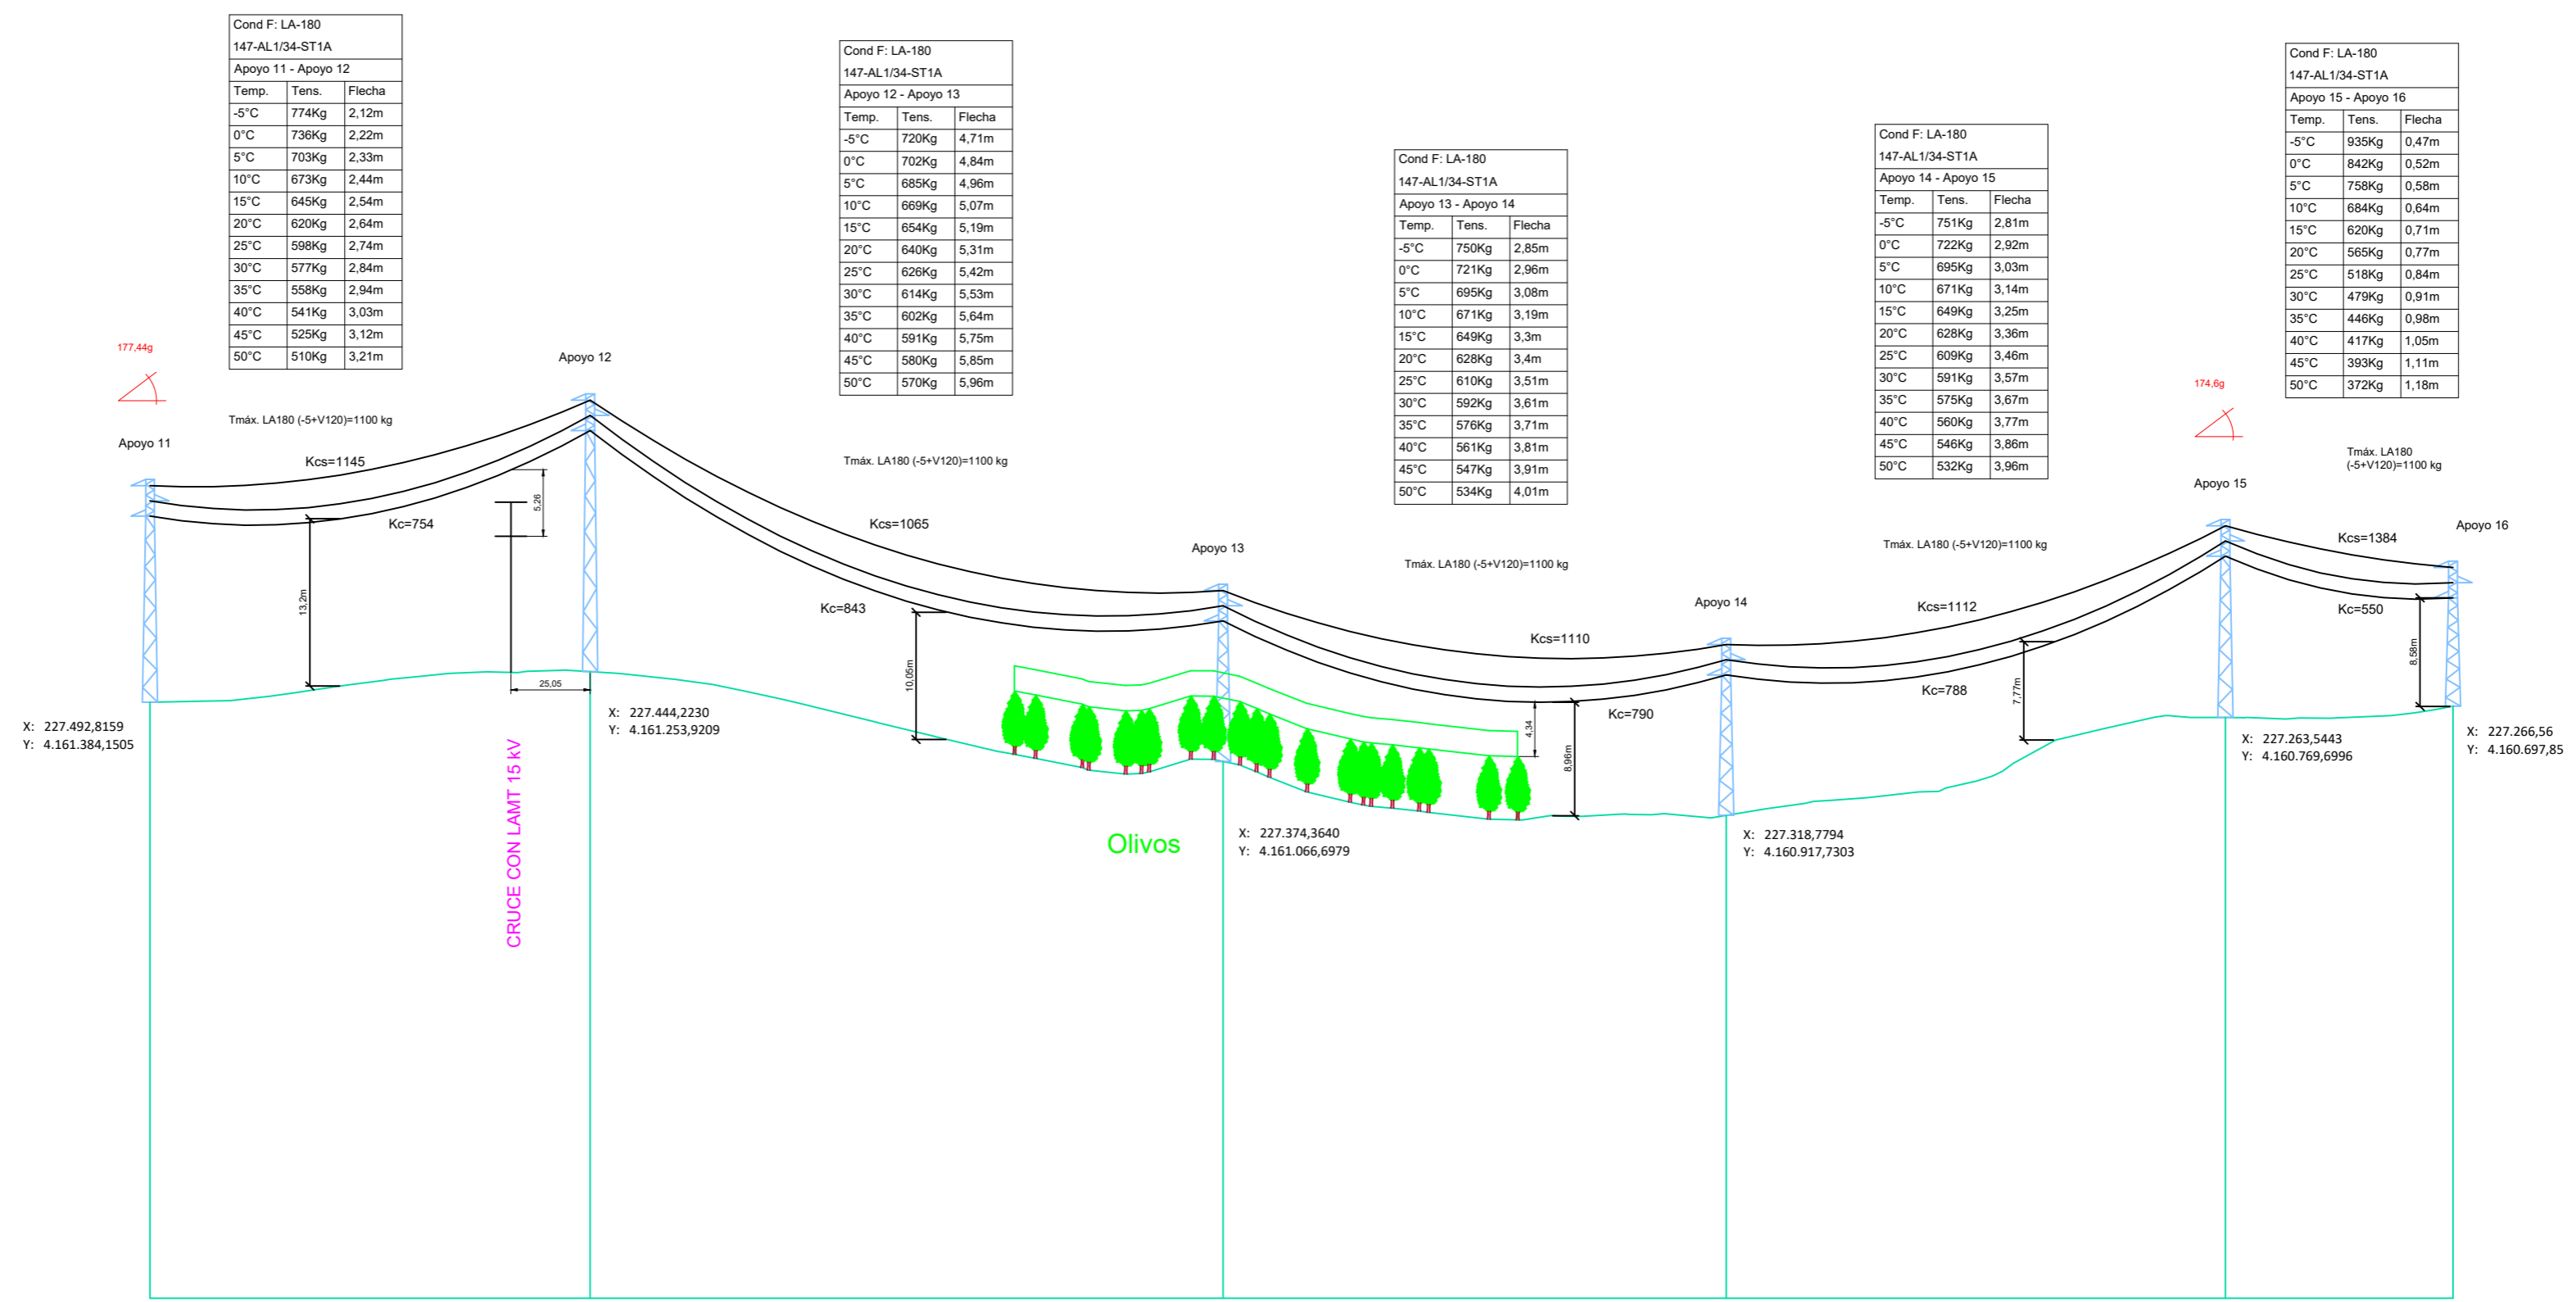 Cond F: LA-180
147-AL1/34-ST1A
Apoyo 11 - Apoyo 12
Temp. Tens. Flecha
-5°C 774Kg 2,12m
0°C 736Kg 2,22m
5°C 703Kg 2,33m
10°C 673Kg 2,44m
15°C 645Kg 2,54m
20°C 620Kg 2,64m
25°C 598Kg 2,74m
30°C 577Kg 2,84m
35°C 558Kg 2,94m
40°C 541Kg 3,03m
45°C 525Kg 3,12m
50°C 510Kg 3,21m
Cond F: LA-180
147-AL1/34-ST1A
Apoyo 12 - Apoyo 13
Temp. Tens. Flecha
-5°C 720Kg 4,71m
0°C 702Kg 4,84m
5°C 685Kg 4,96m
10°C 669Kg 5,07m
15°C 654Kg 5,19m
20°C 640Kg 5,31m
25°C 626Kg 5,42m
30°C 614Kg 5,53m
35°C 602Kg 5,64m
40°C 591Kg 5,75m
45°C 580Kg 5,85m
50°C 570Kg 5,96m
Cond F: LA-180
147-AL1/34-ST1A
Apoyo 13 - Apoyo 14
Temp. Tens. Flecha
-5°C 750Kg 2,85m
0°C 721Kg 2,96m
5°C 695Kg 3,08m
10°C 671Kg 3,19m
15°C 649Kg 3,3m
20°C 628Kg 3,4m
25°C 610Kg 3,51m
30°C 592Kg 3,61m
35°C 576Kg 3,71m
40°C 561Kg 3,81m
45°C 547Kg 3,91m
50°C 534Kg 4,01m
Cond F: LA-180
147-AL1/34-ST1A
Apoyo 14 - Apoyo 15
Temp. Tens. Flecha
-5°C 751Kg 2,81m
0°C 722Kg 2,92m
5°C 695Kg 3,03m
10°C 671Kg 3,14m
15°C 649Kg 3,25m
20°C 628Kg 3,36m
25°C 609Kg 3,46m
30°C 591Kg 3,57m
35°C 575Kg 3,67m
40°C 560Kg 3,77m
45°C 546Kg 3,86m
50°C 532Kg 3,96m
Cond F: LA-180
147-AL1/34-ST1A
Apoyo 15 - Apoyo 16
Temp. Tens. Flecha
-5°C 935Kg 0,47m
0°C 842Kg 0,52m
5°C 758Kg 0,58m
10°C 684Kg 0,64m
15°C 620Kg 0,71m
20°C 565Kg 0,77m
25°C 518Kg 0,84m
30°C 479Kg 0,91m
35°C 446Kg 0,98m
40°C 417Kg 1,05m
45°C 393Kg 1,11m
50°C 372Kg 1,18m
177,44g
Apoyo 11
Tmáx. LA180 (-5+V120)=1100 kg
Kcs=1145
Kc=754
13,2m
5,26
25,05
CRUCE CON LAMT 15 kV
X: 227.492,8159
Y: 4.161.384,1505
Apoyo 12
X: 227.444,2230
Y: 4.161.253,9209
Tmáx. LA180 (-5+V120)=1100 kg
Kcs=1065
Kc=843
10,05m
Olivos
Apoyo 13
X: 227.374,3640
Y: 4.161.066,6979
Tmáx. LA180 (-5+V120)=1100 kg
Kcs=1110
Kc=790
4,34
8,96m
Apoyo 14
X: 227.318,7794
Y: 4.160.917,7303
Tmáx. LA180 (-5+V120)=1100 kg
Kcs=1112
Kc=788
7,77m
174,6g
Apoyo 15
X: 227.263,5443
Y: 4.160.769,6996
Tmáx. LA180
(-5+V120)=1100 kg
Kcs=1384
Kc=550
8,58m
Apoyo 16
X: 227.266,56
Y: 4.160.697,85